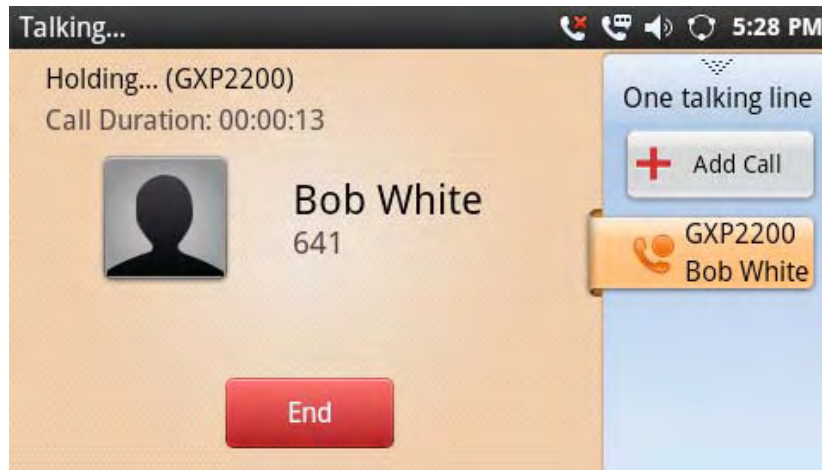 Talking...
5:28 PM
Holding... (GXP2200)
Call Duration: 00:00:13
Bob White
641
End
One talking line
Add Call
GXP2200
Bob White